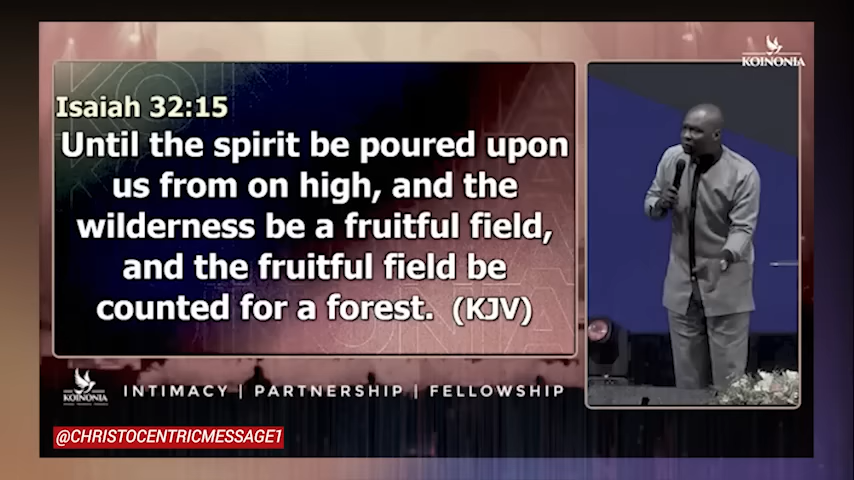 KOINONIA
Isaiah 32:15
Until the spirit be poured upon
us from on high, and the
wilderness be a fruitful field,
and the fruitful field be
counted for a forest. (KJV)
KOINONIA
INTIMACY | PARTNERSHIP | FELLOWSHIP
@CHRISTOCENTRICMESSAGE1